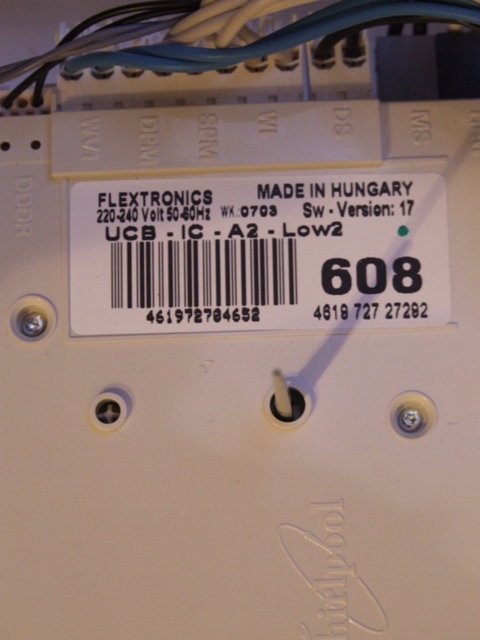 WV1 DRM SRM WI DS MS
DDDR
FLEXTRONICS MADE IN HUNGARY
220-240 Volt 50-60Hz WK.:0703 Sw - Version: 17
UCB - IC - A2 - Low2
608
461972704652 4619 727 27292
Whirlpool